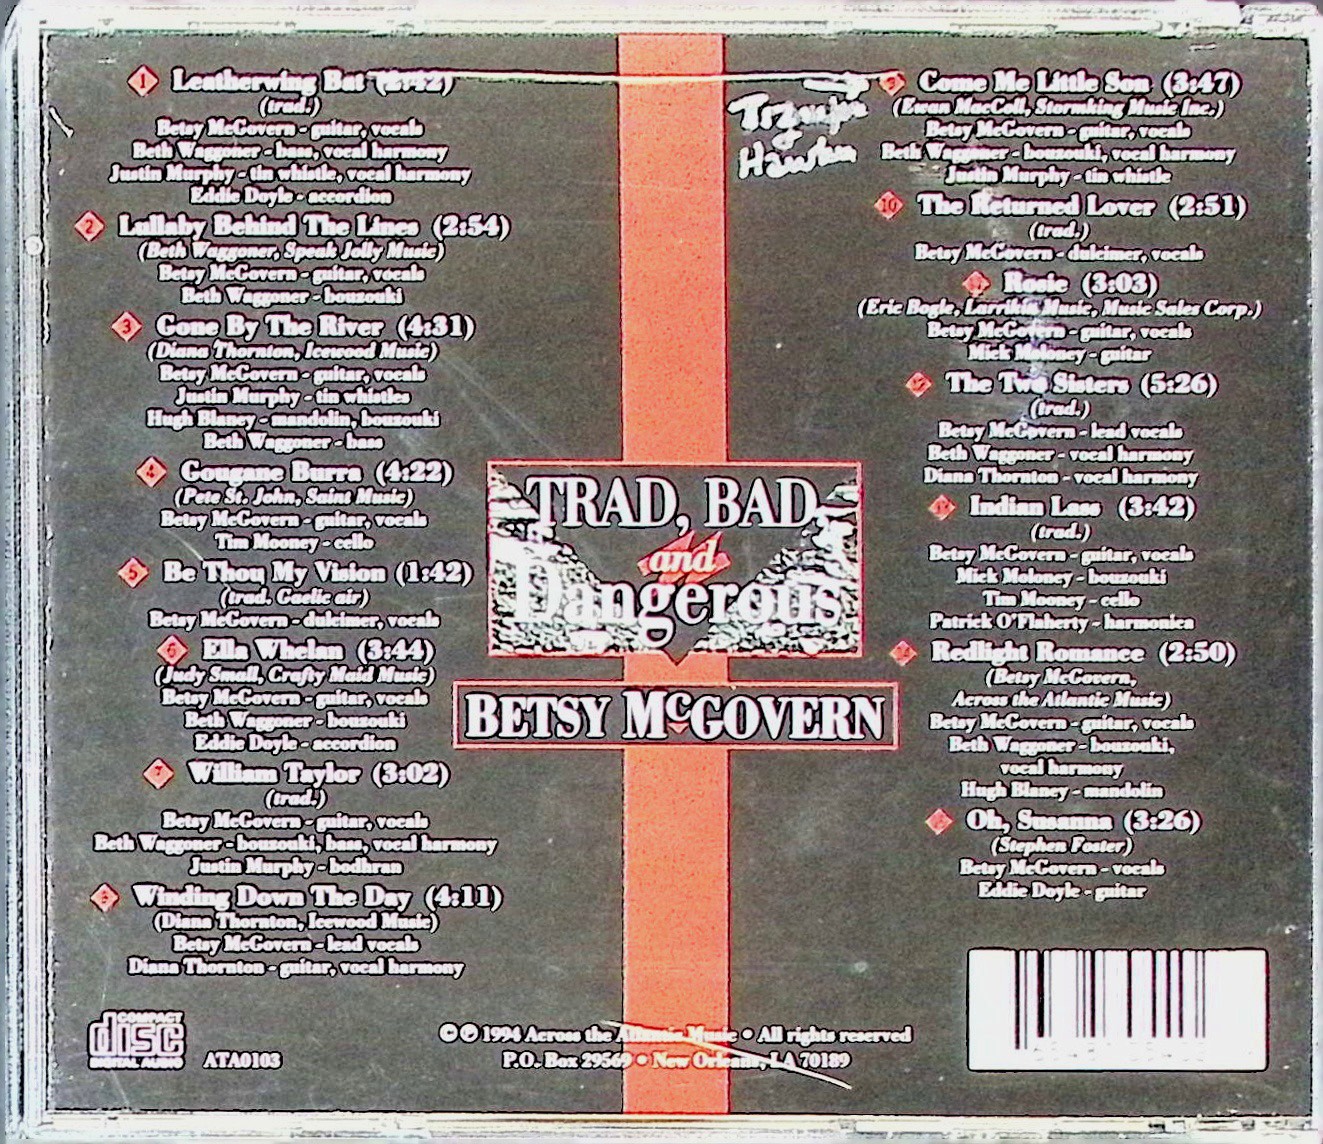 1 Leatherwing Bat (2:42)
(trad.)
Betsy McGovern - guitar, vocals
Beth Waggoner - bass, vocal harmony
Justin Murphy - tin whistle, vocal harmony
Eddie Doyle - accordion
2 Lullaby Behind The Lines (2:54)
(Beth Waggoner, Speak Jolly Music)
Betsy McGovern - guitar, vocals
Beth Waggoner - bouzouki
3 Gone By The River (4:31)
(Diana Thornton, Icewood Music)
Betsy McGovern - guitar, vocals
Justin Murphy - tin whistles
Hugh Blaney - mandolin, bouzouki
Beth Waggoner - bass
4 Gougane Burra (4:22)
(Pete St. John, Saint Music)
Betsy McGovern - guitar, vocals
Tim Mooney - cello
5 Be Thou My Vision (1:42)
(trad. Gaelic air)
Betsy McGovern - dulcimer, vocals
6 Ella Whelan (3:44)
(Judy Small, Crafty Maid Music)
Betsy McGovern - guitar, vocals
Beth Waggoner - bouzouki
Eddie Doyle - accordion
7 William Taylor (3:02)
(trad.)
Betsy McGovern - guitar, vocals
Beth Waggoner - bouzouki, bass, vocal harmony
Justin Murphy - bodhran
8 Winding Down The Day (4:11)
(Diana Thornton, Icewood Music)
Betsy McGovern - lead vocals
Diana Thornton - guitar, vocal harmony
TRAD, BAD,
and
Dangerous
BETSY McGOVERN
9 Come Me Little Son (3:47)
(Ewan MacColl, Stormking Music Inc.)
Betsy McGovern - guitar, vocals
Beth Waggoner - bouzouki, vocal harmony
Justin Murphy - tin whistle
10 The Returned Lover (2:51)
(trad.)
Betsy McGovern - dulcimer, vocals
11 Rosie (3:03)
(Eric Bogle, Larrikin Music, Music Sales Corp.)
Betsy McGovern - guitar, vocals
Mick Moloney - guitar
12 The Two Sisters (5:26)
(trad.)
Betsy McGovern - lead vocals
Beth Waggoner - vocal harmony
Diana Thornton - vocal harmony
13 Indian Lass (3:42)
(trad.)
Betsy McGovern - guitar, vocals
Mick Moloney - bouzouki
Tim Mooney - cello
Patrick O'Flaherty - harmonica
14 Redlight Romance (2:50)
(Betsy McGovern,
Across the Atlantic Music)
Betsy McGovern - guitar, vocals
Beth Waggoner - bouzouki,
vocal harmony
Hugh Blaney - mandolin
15 Oh, Susanna (3:26)
(Stephen Foster)
Betsy McGovern - vocals
Eddie Doyle - guitar
COMPACT
disc
DIGITAL AUDIO
ATA0103
© ℗ 1994 Across the Atlantic Music • All rights reserved
P.O. Box 29569 • New Orleans, LA 70189